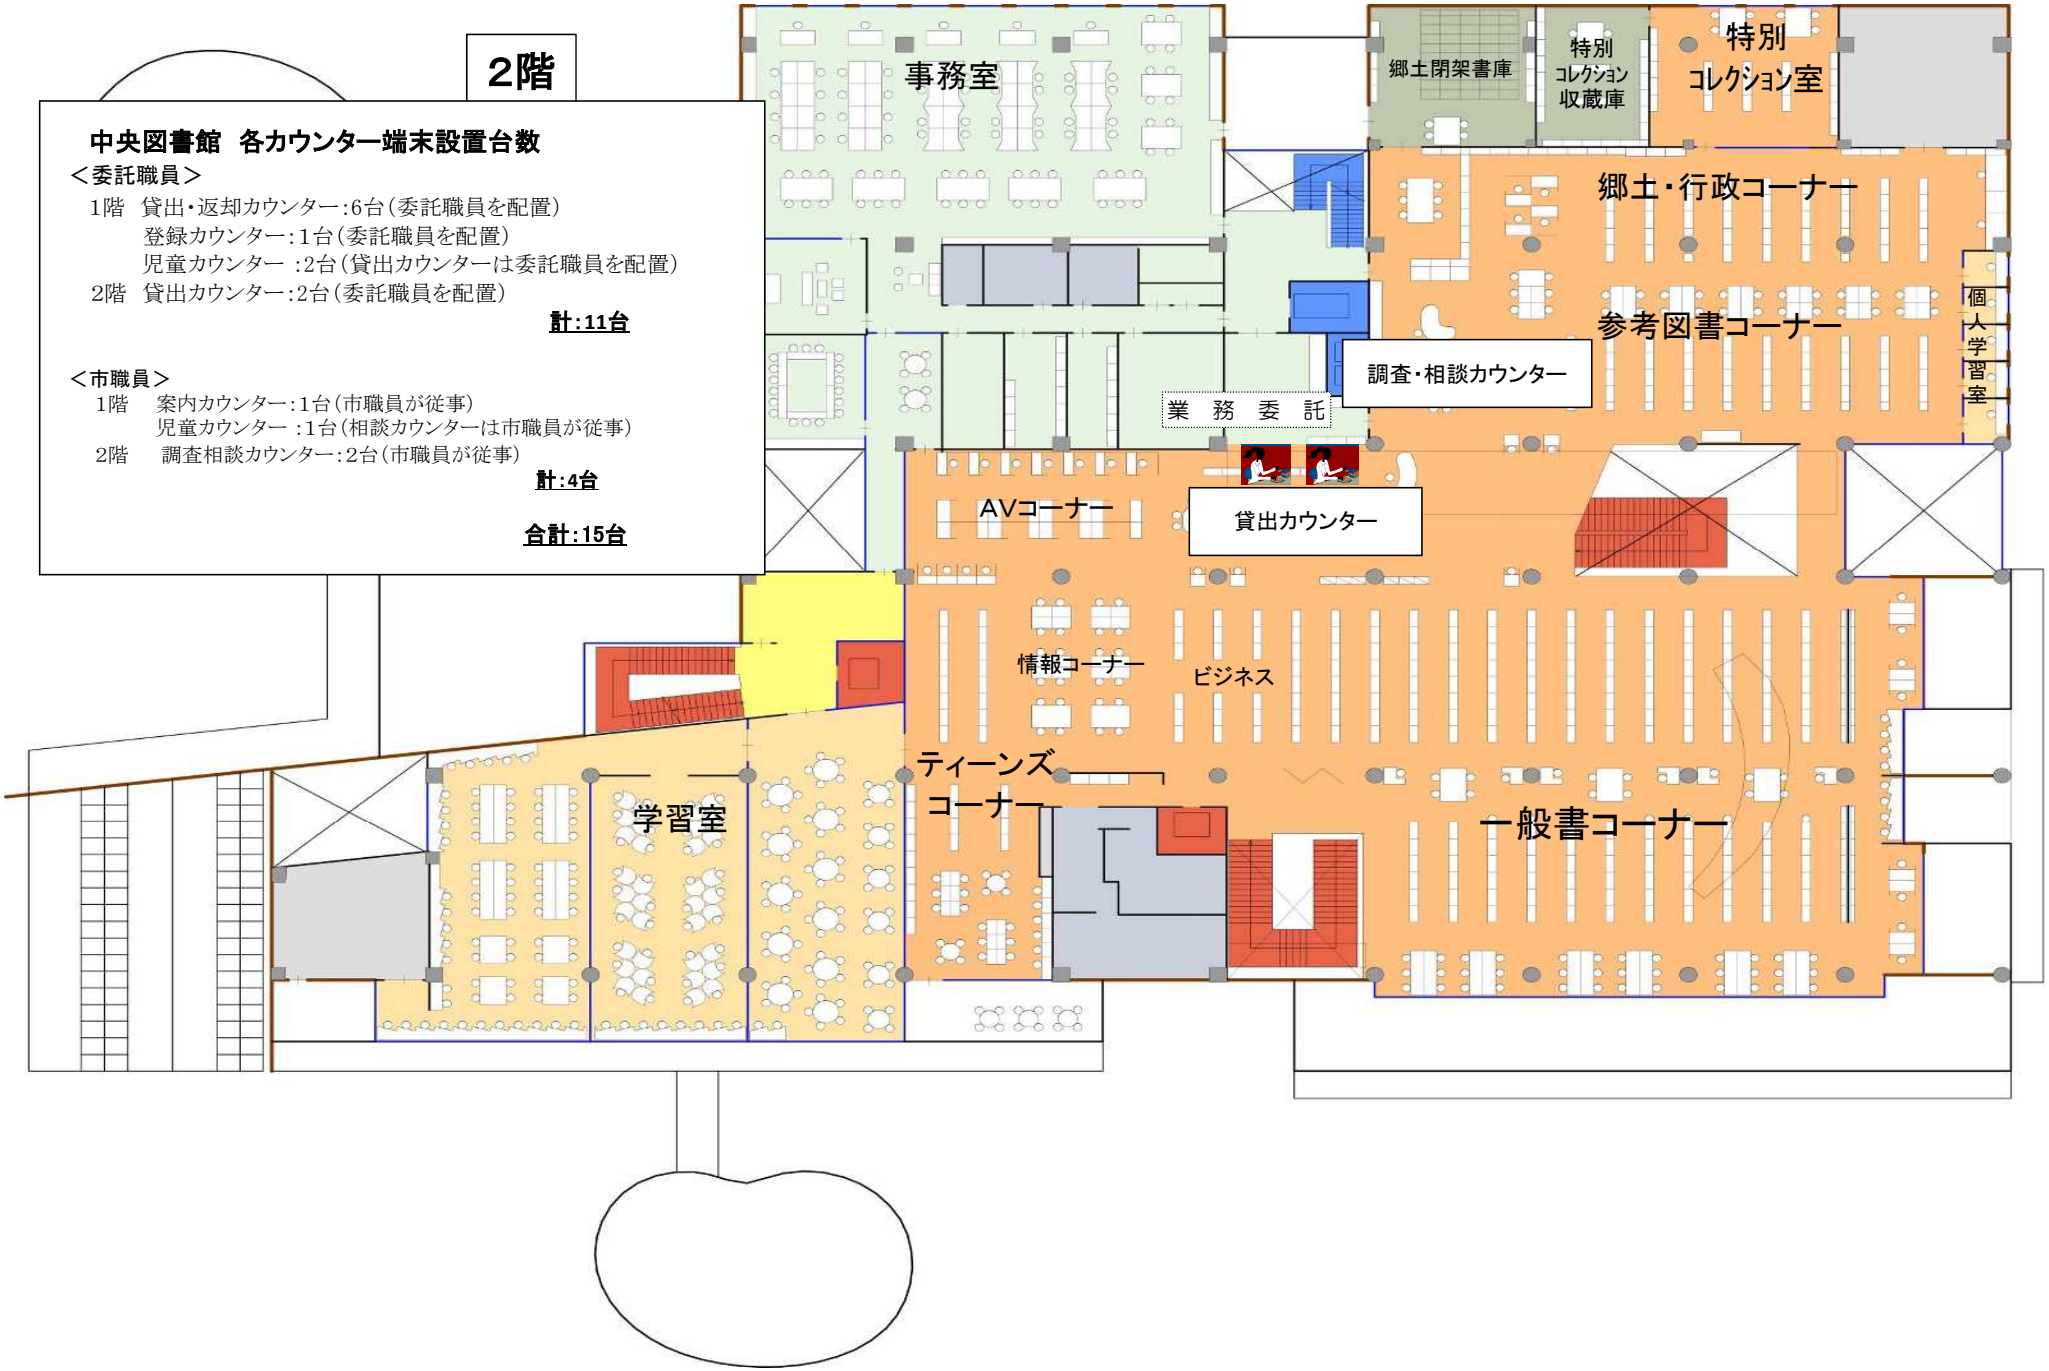 2階
中央図書館 各カウンター端末設置台数
＜委託職員＞
1階 貸出・返却カウンター:6台(委託職員を配置)
登録カウンター:1台(委託職員を配置)
児童カウンター :2台(貸出カウンターは委託職員を配置)
2階 貸出カウンター:2台(委託職員を配置)
計:11台
＜市職員＞
1階 案内カウンター:1台(市職員が従事)
児童カウンター :1台(相談カウンターは市職員が従事)
2階 調査相談カウンター:2台(市職員が従事)
計:4台
合計:15台
事務室
郷土閉架書庫
特別
コレクション
収蔵庫
特別
コレクション室
郷土・行政コーナー
参考図書コーナー
個人学習室
調査・相談カウンター
業務委託
貸出カウンター
AVコーナー
情報コーナー
ビジネス
ティーンズ
コーナー
学習室
一般書コーナー